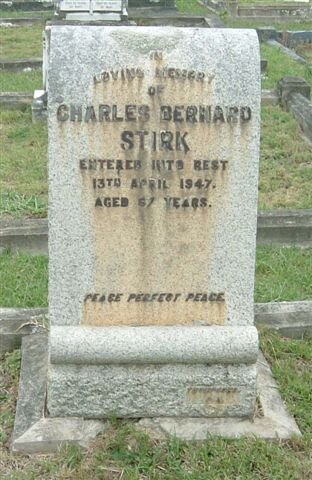 IN
LOVING MEMORY
OF
CHARLES BERNARD
STIRK
ENTERED INTO REST
13TH APRIL 1947.
AGED 67 YEARS.
PEACE PERFECT PEACE.